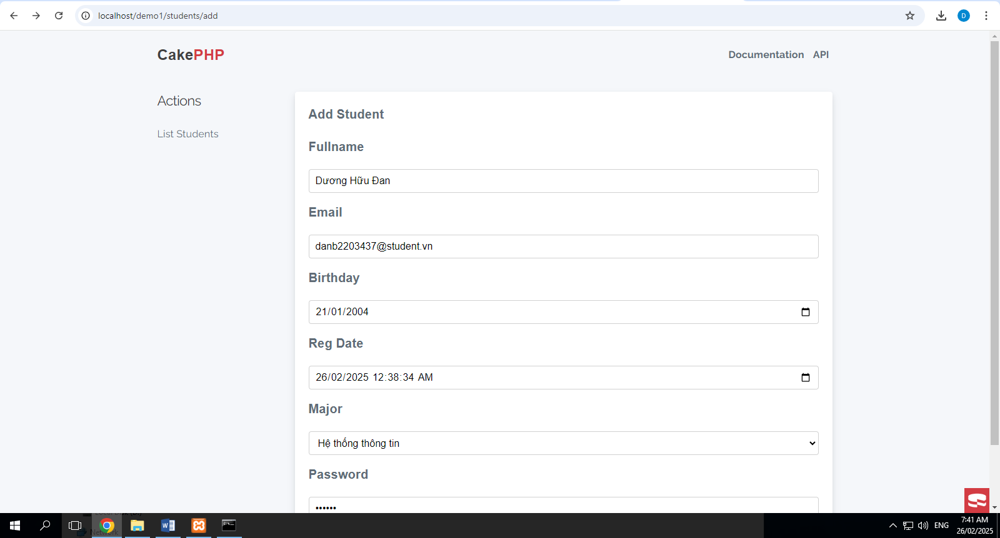 localhost/demo1/students/add
D
CakePHP
Documentation API
Actions
List Students
Add Student
Fullname
Dương Hữu Đan
Email
danb2203437@student.vn
Birthday
21/01/2004
Reg Date
26/02/2025 12:38:34 AM
Major
Hệ thống thông tin
Password
••••••
Network
ENG
7:41 AM
26/02/2025